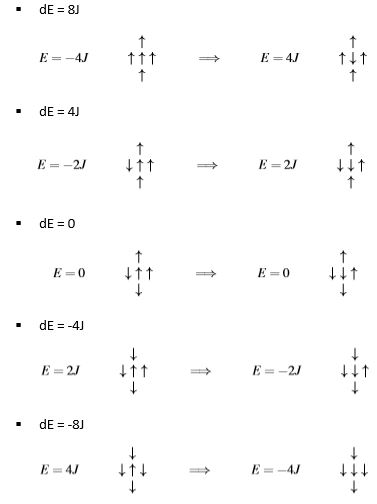 ▪ dE = 8J
↑
E = −4J ↑↑↑ ⟹ E = 4J ↑↓↑
↑
▪ dE = 4J
↑
E = −2J ↓↑↑ ⟹ E = 2J ↓↓↑
↑
▪ dE = 0
↑
E = 0 ↓↑↑ ⟹ E = 0 ↓↓↑
↓
▪ dE = -4J
↓
E = 2J ↓↑↑ ⟹ E = −2J ↓↓↑
↓
▪ dE = -8J
↓
E = 4J ↓↑↓ ⟹ E = −4J ↓↓↓
↓